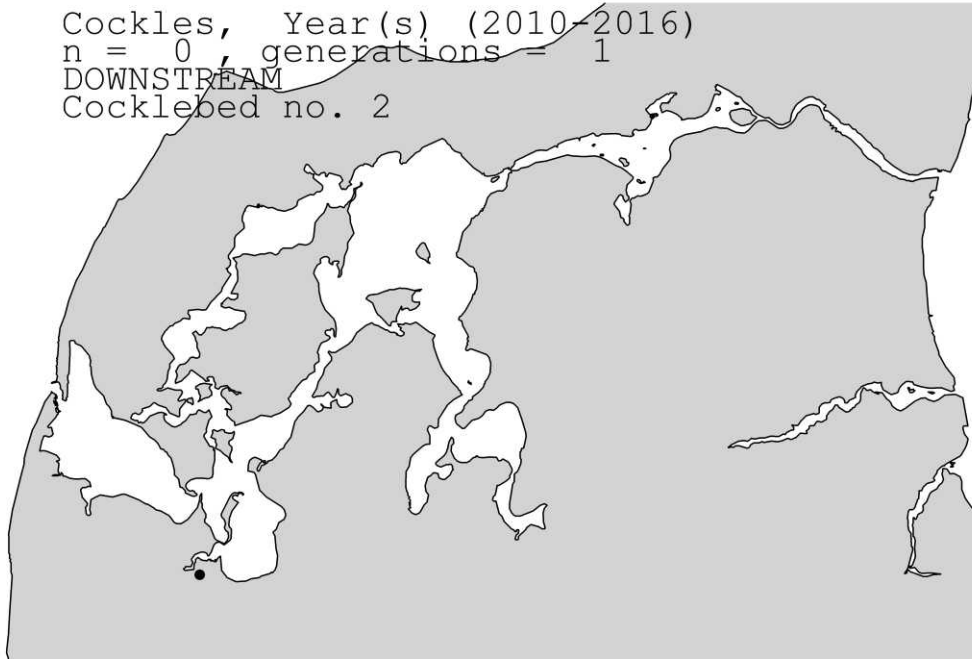 Cockles, Year(s) (2010-2016)
n = 0 , generations = 1
DOWNSTREAM
Cocklebed no. 2